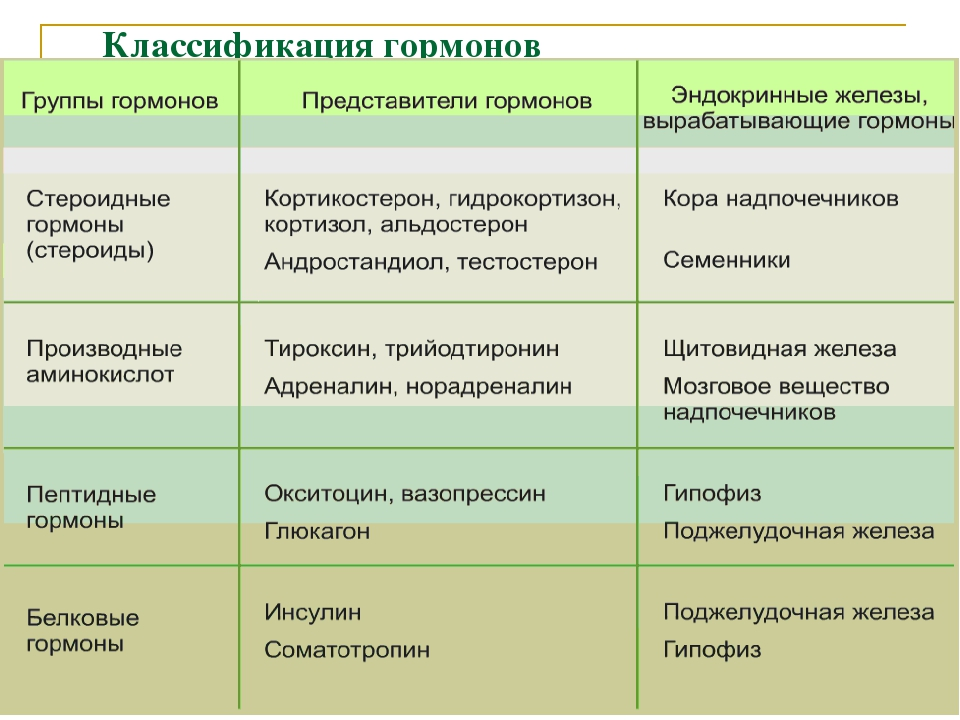 Классификация гормонов
Группы гормонов
Представители гормонов
Эндокринные железы,
вырабатывающие гормоны
Стероидные
гормоны
(стероиды)
Кортикостерон, гидрокортизон,
кортизол, альдостерон
Андростандиол, тестостерон
Кора надпочечников
Семенники
Производные
аминокислот
Тироксин, трийодтиронин
Адреналин, норадреналин
Щитовидная железа
Мозговое вещество
надпочечников
Пептидные
гормоны
Окситоцин, вазопрессин
Глюкагон
Гипофиз
Поджелудочная железа
Белковые
гормоны
Инсулин
Соматотропин
Поджелудочная железа
Гипофиз